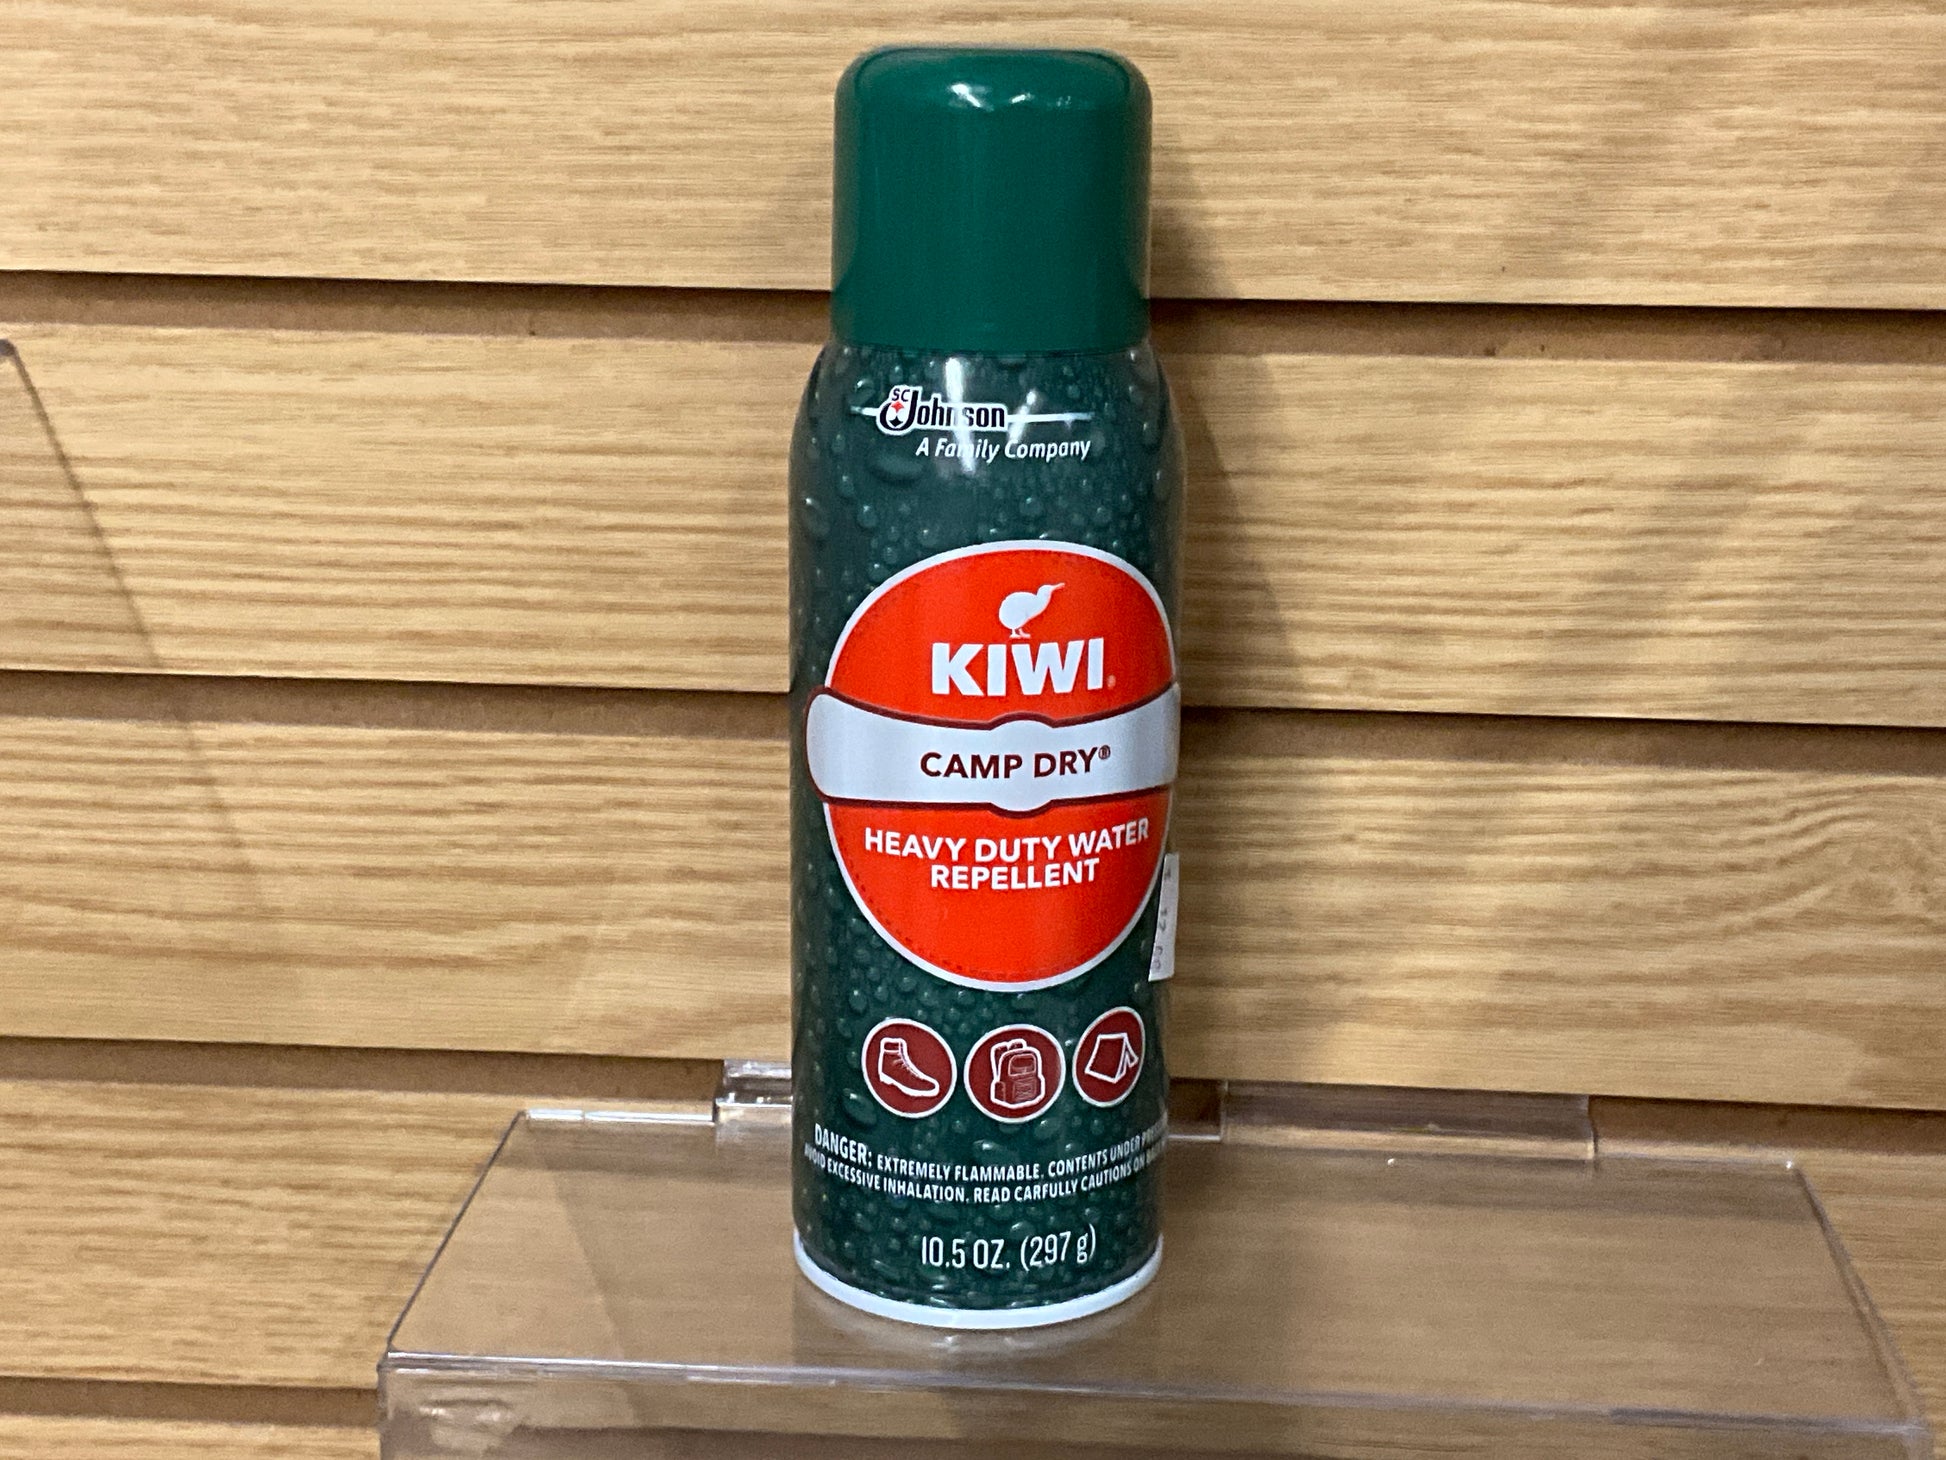 SC Johnson
A Family Company
KIWI®
CAMP DRY®
HEAVY DUTY WATER
REPELLENT
DANGER: EXTREMELY FLAMMABLE. CONTENTS UNDER
AVOID EXCESSIVE INHALATION. READ CARFULLY CAUTIONS ON
10.5 OZ. (297 g)